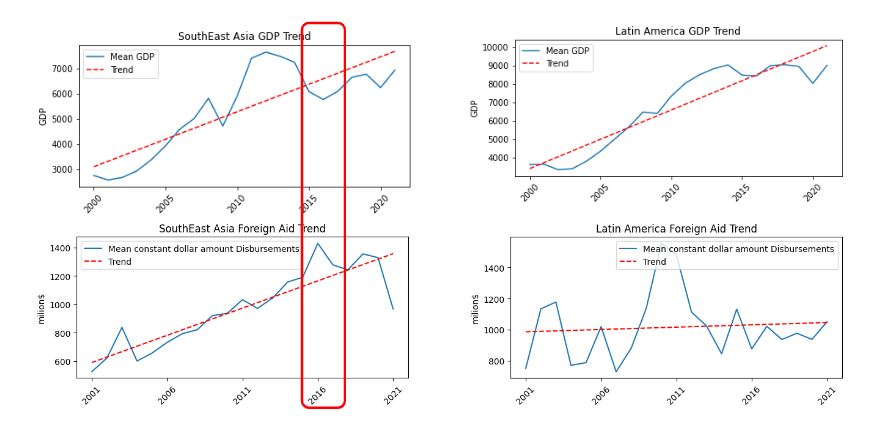 SouthEast Asia GDP Trend
Mean GDP
Trend
GDP
7000
6000
5000
4000
3000
2000
2005
2010
2015
2020
Latin America GDP Trend
Mean GDP
Trend
GDP
10000
9000
8000
7000
6000
5000
4000
2000
2005
2010
2015
2020
SouthEast Asia Foreign Aid Trend
Mean constant dollar amount Disbursements
Trend
milions
1400
1200
1000
800
600
2001
2006
2011
2016
2021
Latin America Foreign Aid Trend
Mean constant dollar amount Disbursements
Trend
milions
1400
1200
1000
800
2001
2006
2011
2016
2021